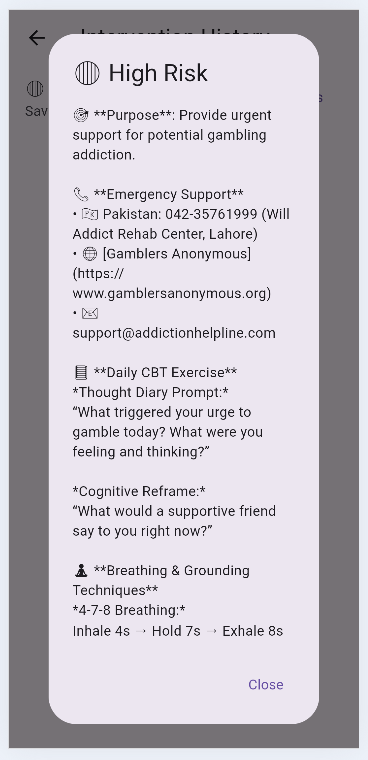 Intervention History
Sav
s
High Risk
**Purpose**: Provide urgent
support for potential gambling
addiction.
**Emergency Support**
• Pakistan: 042-35761999 (Will
Addict Rehab Center, Lahore)
• [Gamblers Anonymous]
(https://
www.gamblersanonymous.org)
•
support@addictionhelpline.com
**Daily CBT Exercise**
*Thought Diary Prompt:*
“What triggered your urge to
gamble today? What were you
feeling and thinking?”
*Cognitive Reframe:*
“What would a supportive friend
say to you right now?”
**Breathing & Grounding
Techniques**
*4-7-8 Breathing:*
Inhale 4s → Hold 7s → Exhale 8s
Close